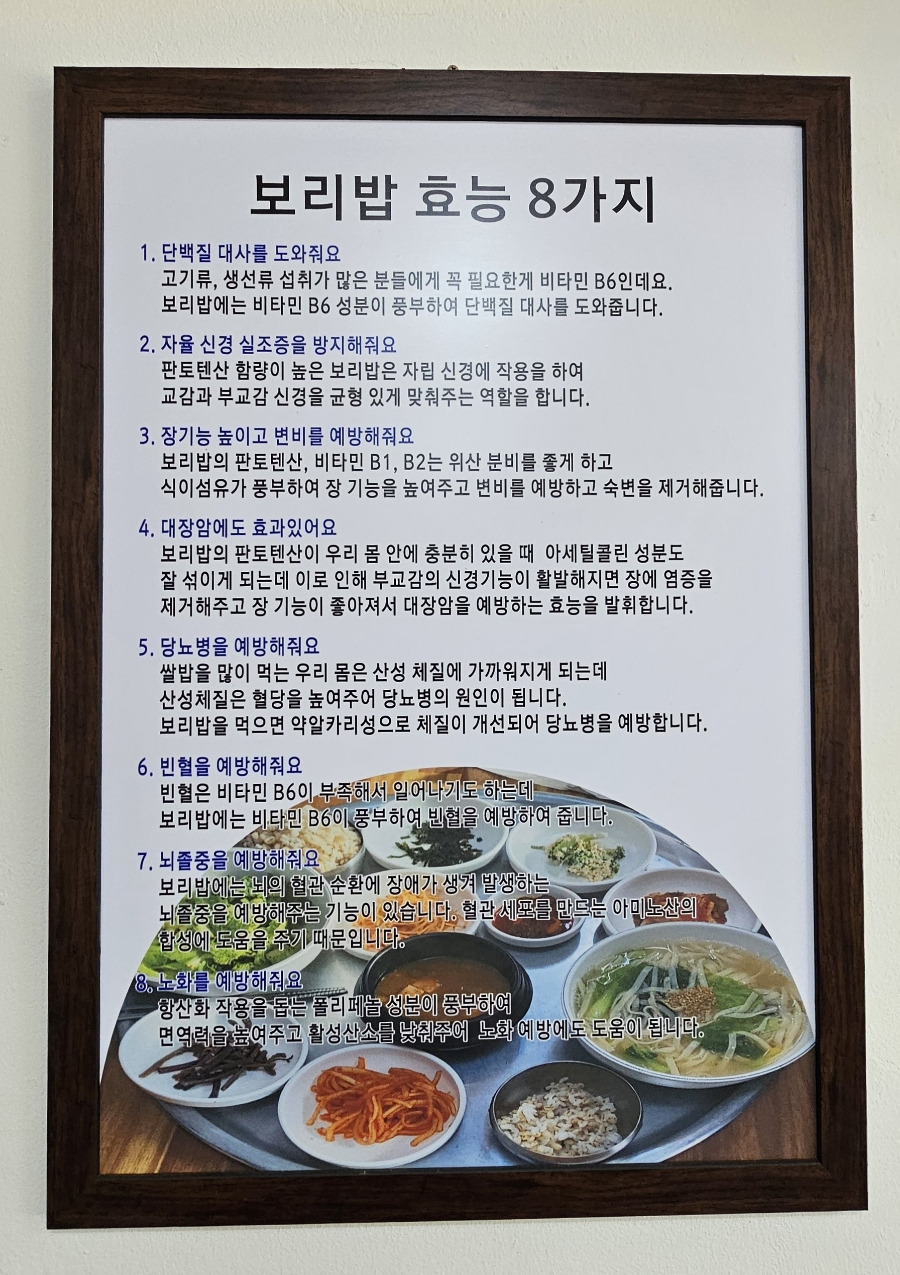 보리밥 효능 8가지
1. 단백질 대사를 도와줘요
고기류, 생선류 섭취가 많은 분들에게 꼭 필요한게 비타민 B6인데요.
보리밥에는 비타민 B6 성분이 풍부하여 단백질 대사를 도와줍니다.
2. 자율 신경 실조증을 방지해줘요
판토텐산 함량이 높은 보리밥은 자립 신경에 작용을 하여
교감과 부교감 신경을 균형 있게 맞춰주는 역할을 합니다.
3. 장기능 높이고 변비를 예방해줘요
보리밥의 판토텐산, 비타민 B1, B2는 위산 분비를 좋게 하고
식이섬유가 풍부하여 장 기능을 높여주고 변비를 예방하고 숙변을 제거해줍니다.
4. 대장암에도 효과있어요
보리밥의 판토텐산이 우리 몸 안에 충분히 있을 때 아세틸콜린 성분도
잘 섞이게 되는데 이로 인해 부교감의 신경기능이 활발해지면 장에 염증을
제거해주고 장 기능이 좋아져서 대장암을 예방하는 효능을 발휘합니다.
5. 당뇨병을 예방해줘요
쌀밥을 많이 먹는 우리 몸은 산성 체질에 가까워지게 되는데
산성체질은 혈당을 높여주어 당뇨병의 원인이 됩니다.
보리밥을 먹으면 약알카리성으로 체질이 개선되어 당뇨병을 예방합니다.
6. 빈혈을 예방해줘요
빈혈은 비타민 B6이 부족해서 일어나기도 하는데
보리밥에는 비타민 B6이 풍부하여 빈혈을 예방하여 줍니다.
7. 뇌졸중을 예방해줘요
보리밥에는 뇌의 혈관 순환에 장애가 생겨 발생하는
뇌졸중을 예방해주는 기능이 있습니다. 혈관 세포를 만드는 아미노산의
합성에 도움을 주기 때문입니다.
8. 노화를 예방해줘요
항산화 작용을 돕는 폴리페놀 성분이 풍부하여
면역력을 높여주고 활성산소를 낮춰주어 노화 예방에도 도움이 됩니다.